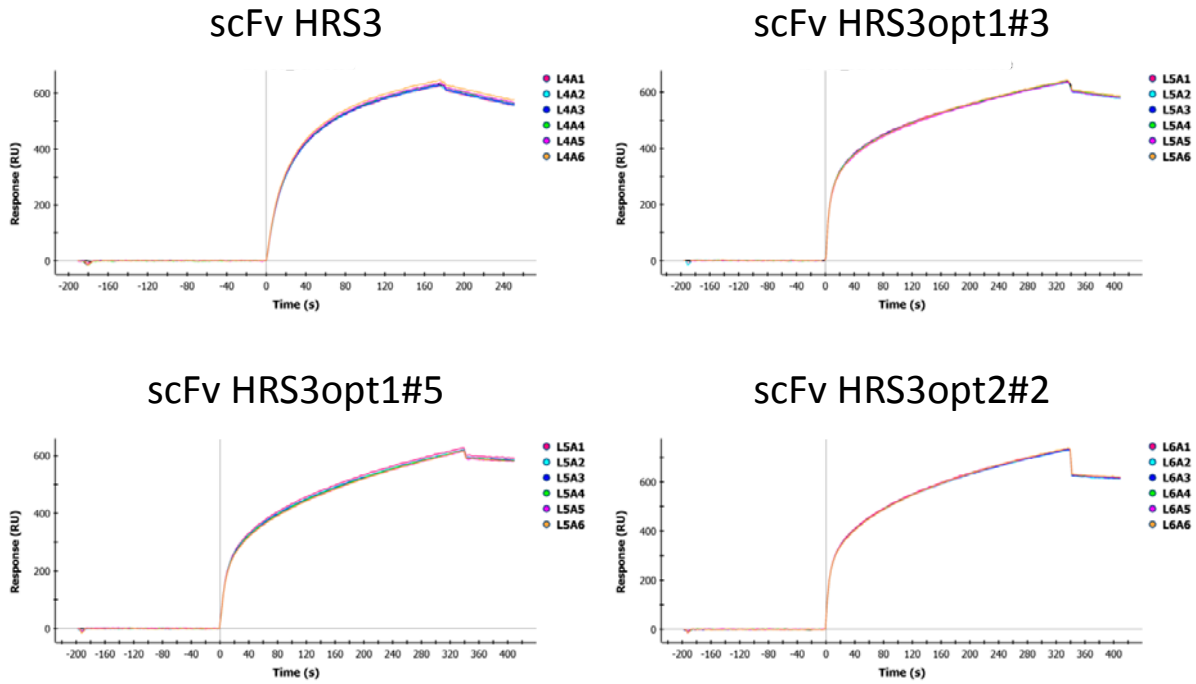 scFv HRS3
Response (RU)
600
400
200
0
-200 -160 -120 -80 -40 0 40 80 120 160 200 240
Time (s)
L4A1
L4A2
L4A3
L4A4
L4A5
L4A6
scFv HRS3opt1#3
Response (RU)
600
400
200
0
-200 -160 -120 -80 -40 0 40 80 120 160 200 240 280 320 360 400
Time (s)
L5A1
L5A2
L5A3
L5A4
L5A5
L5A6
scFv HRS3opt1#5
Response (RU)
600
400
200
0
-200 -160 -120 -80 -40 0 40 80 120 160 200 240 280 320 360 400
Time (s)
L5A1
L5A2
L5A3
L5A4
L5A5
L5A6
scFv HRS3opt2#2
Response (RU)
600
400
200
0
-200 -160 -120 -80 -40 0 40 80 120 160 200 240 280 320 360 400
Time (s)
L6A1
L6A2
L6A3
L6A4
L6A5
L6A6